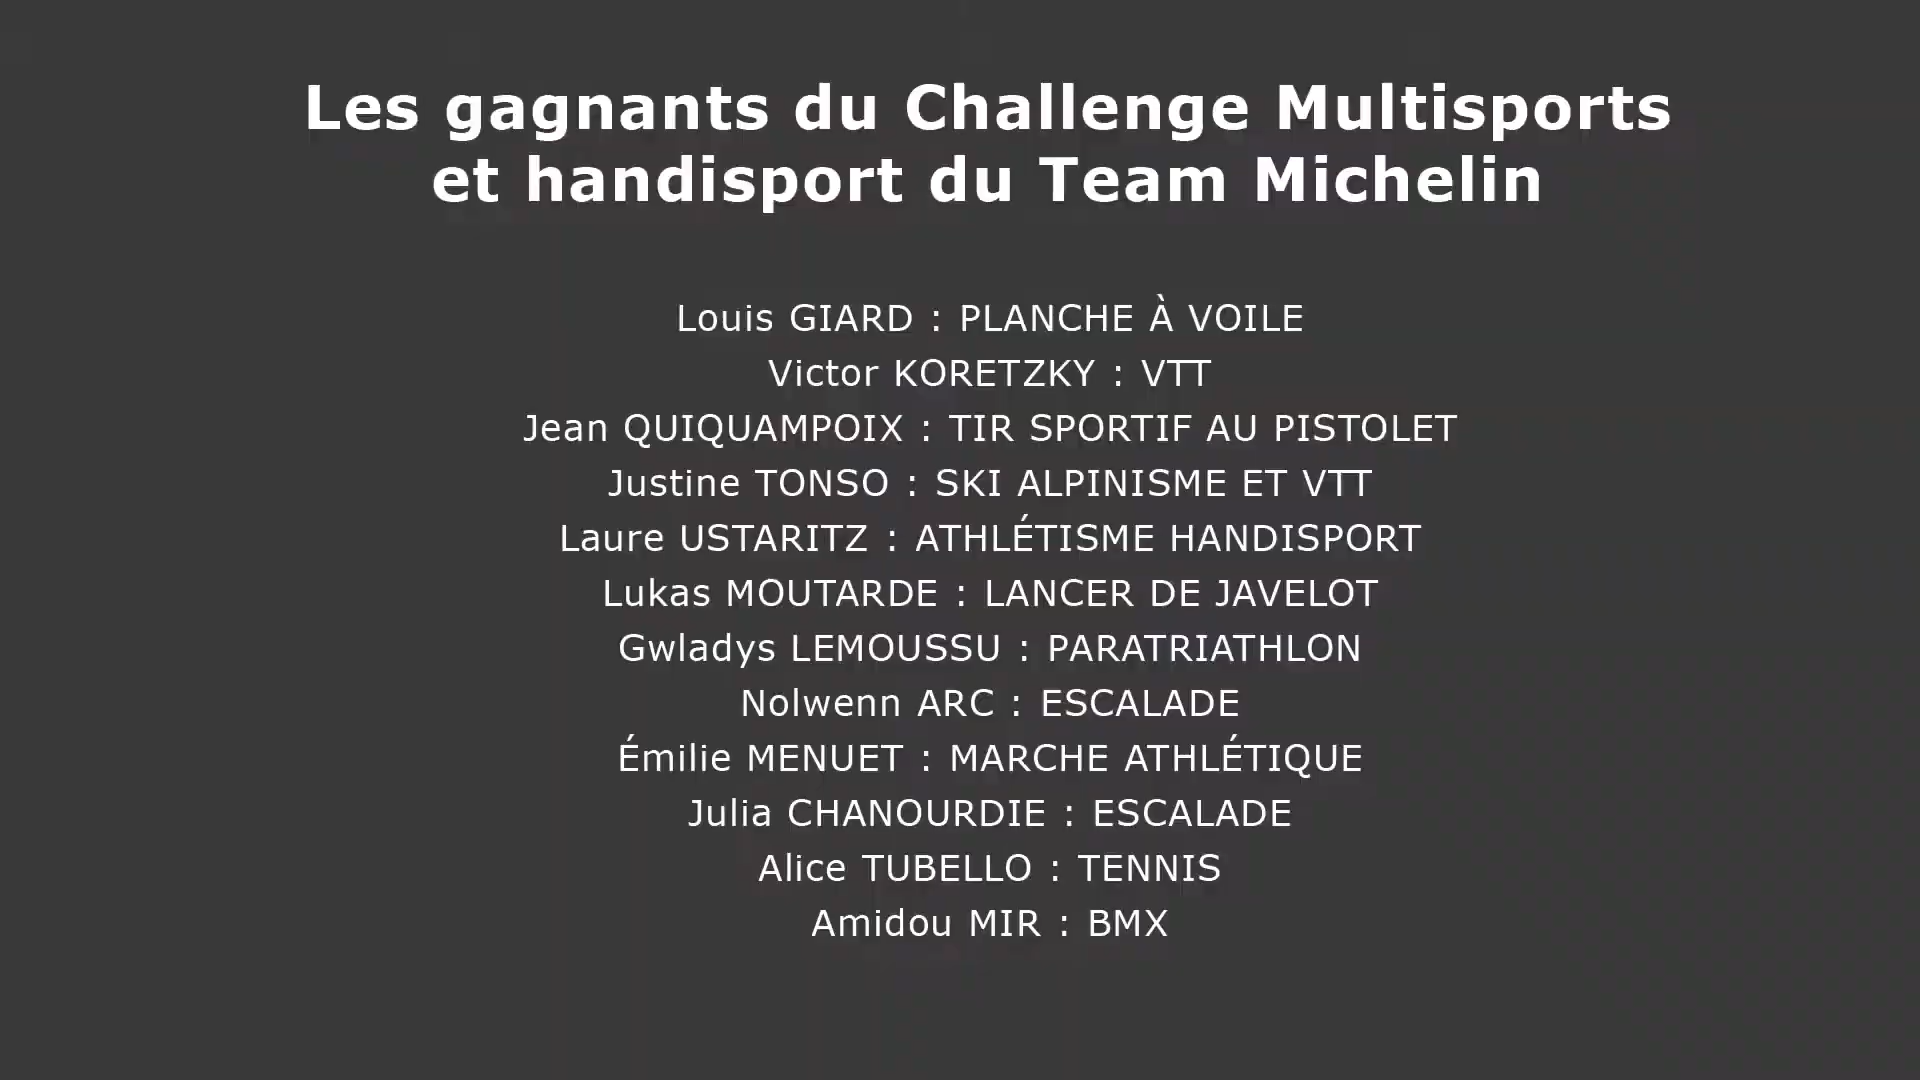 Les gagnants du Challenge Multisports
et handisport du Team Michelin
Louis GIARD : PLANCHE À VOILE
Victor KORETZKY : VTT
Jean QUIQUAMPOIX : TIR SPORTIF AU PISTOLET
Justine TONSO : SKI ALPINISME ET VTT
Laure USTARITZ : ATHLÉTISME HANDISPORT
Lukas MOUTARDE : LANCER DE JAVELOT
Gwladys LEMOUSSU : PARATRIATHLON
Nolwenn ARC : ESCALADE
Émilie MENUET : MARCHE ATHLÉTIQUE
Julia CHANOURDIE : ESCALADE
Alice TUBELLO : TENNIS
Amidou MIR : BMX